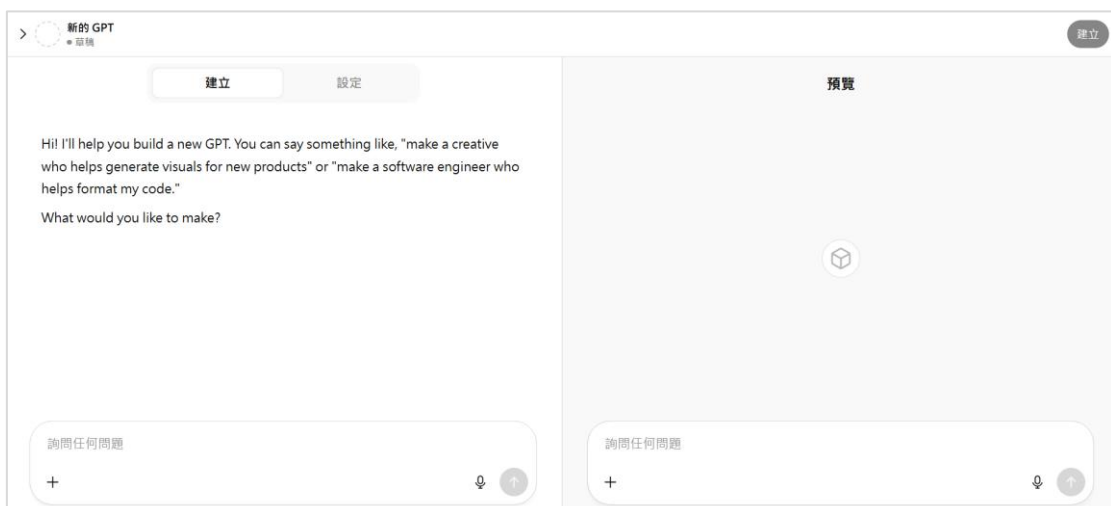 新的 GPT
草稿
建立
建立
設定
預覽
Hi! I'll help you build a new GPT. You can say something like, "make a creative
who helps generate visuals for new products" or "make a software engineer who
helps format my code."
What would you like to make?
詢問任何問題
詢問任何問題